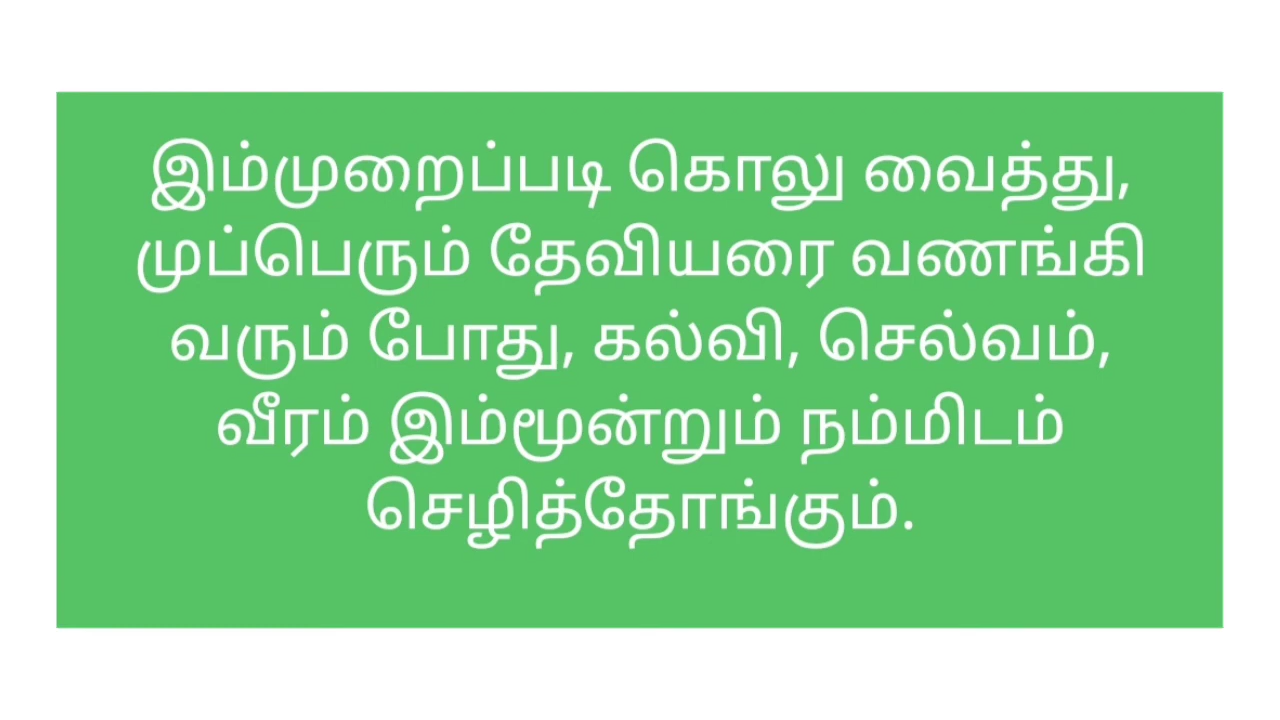 இம்முறைப்படி கொலு வைத்து,
முப்பெரும் தேவியரை வணங்கி
வரும் போது, கல்வி, செல்வம்,
வீரம் இம்மூன்றும் நம்மிடம்
செழித்தோங்கும்.